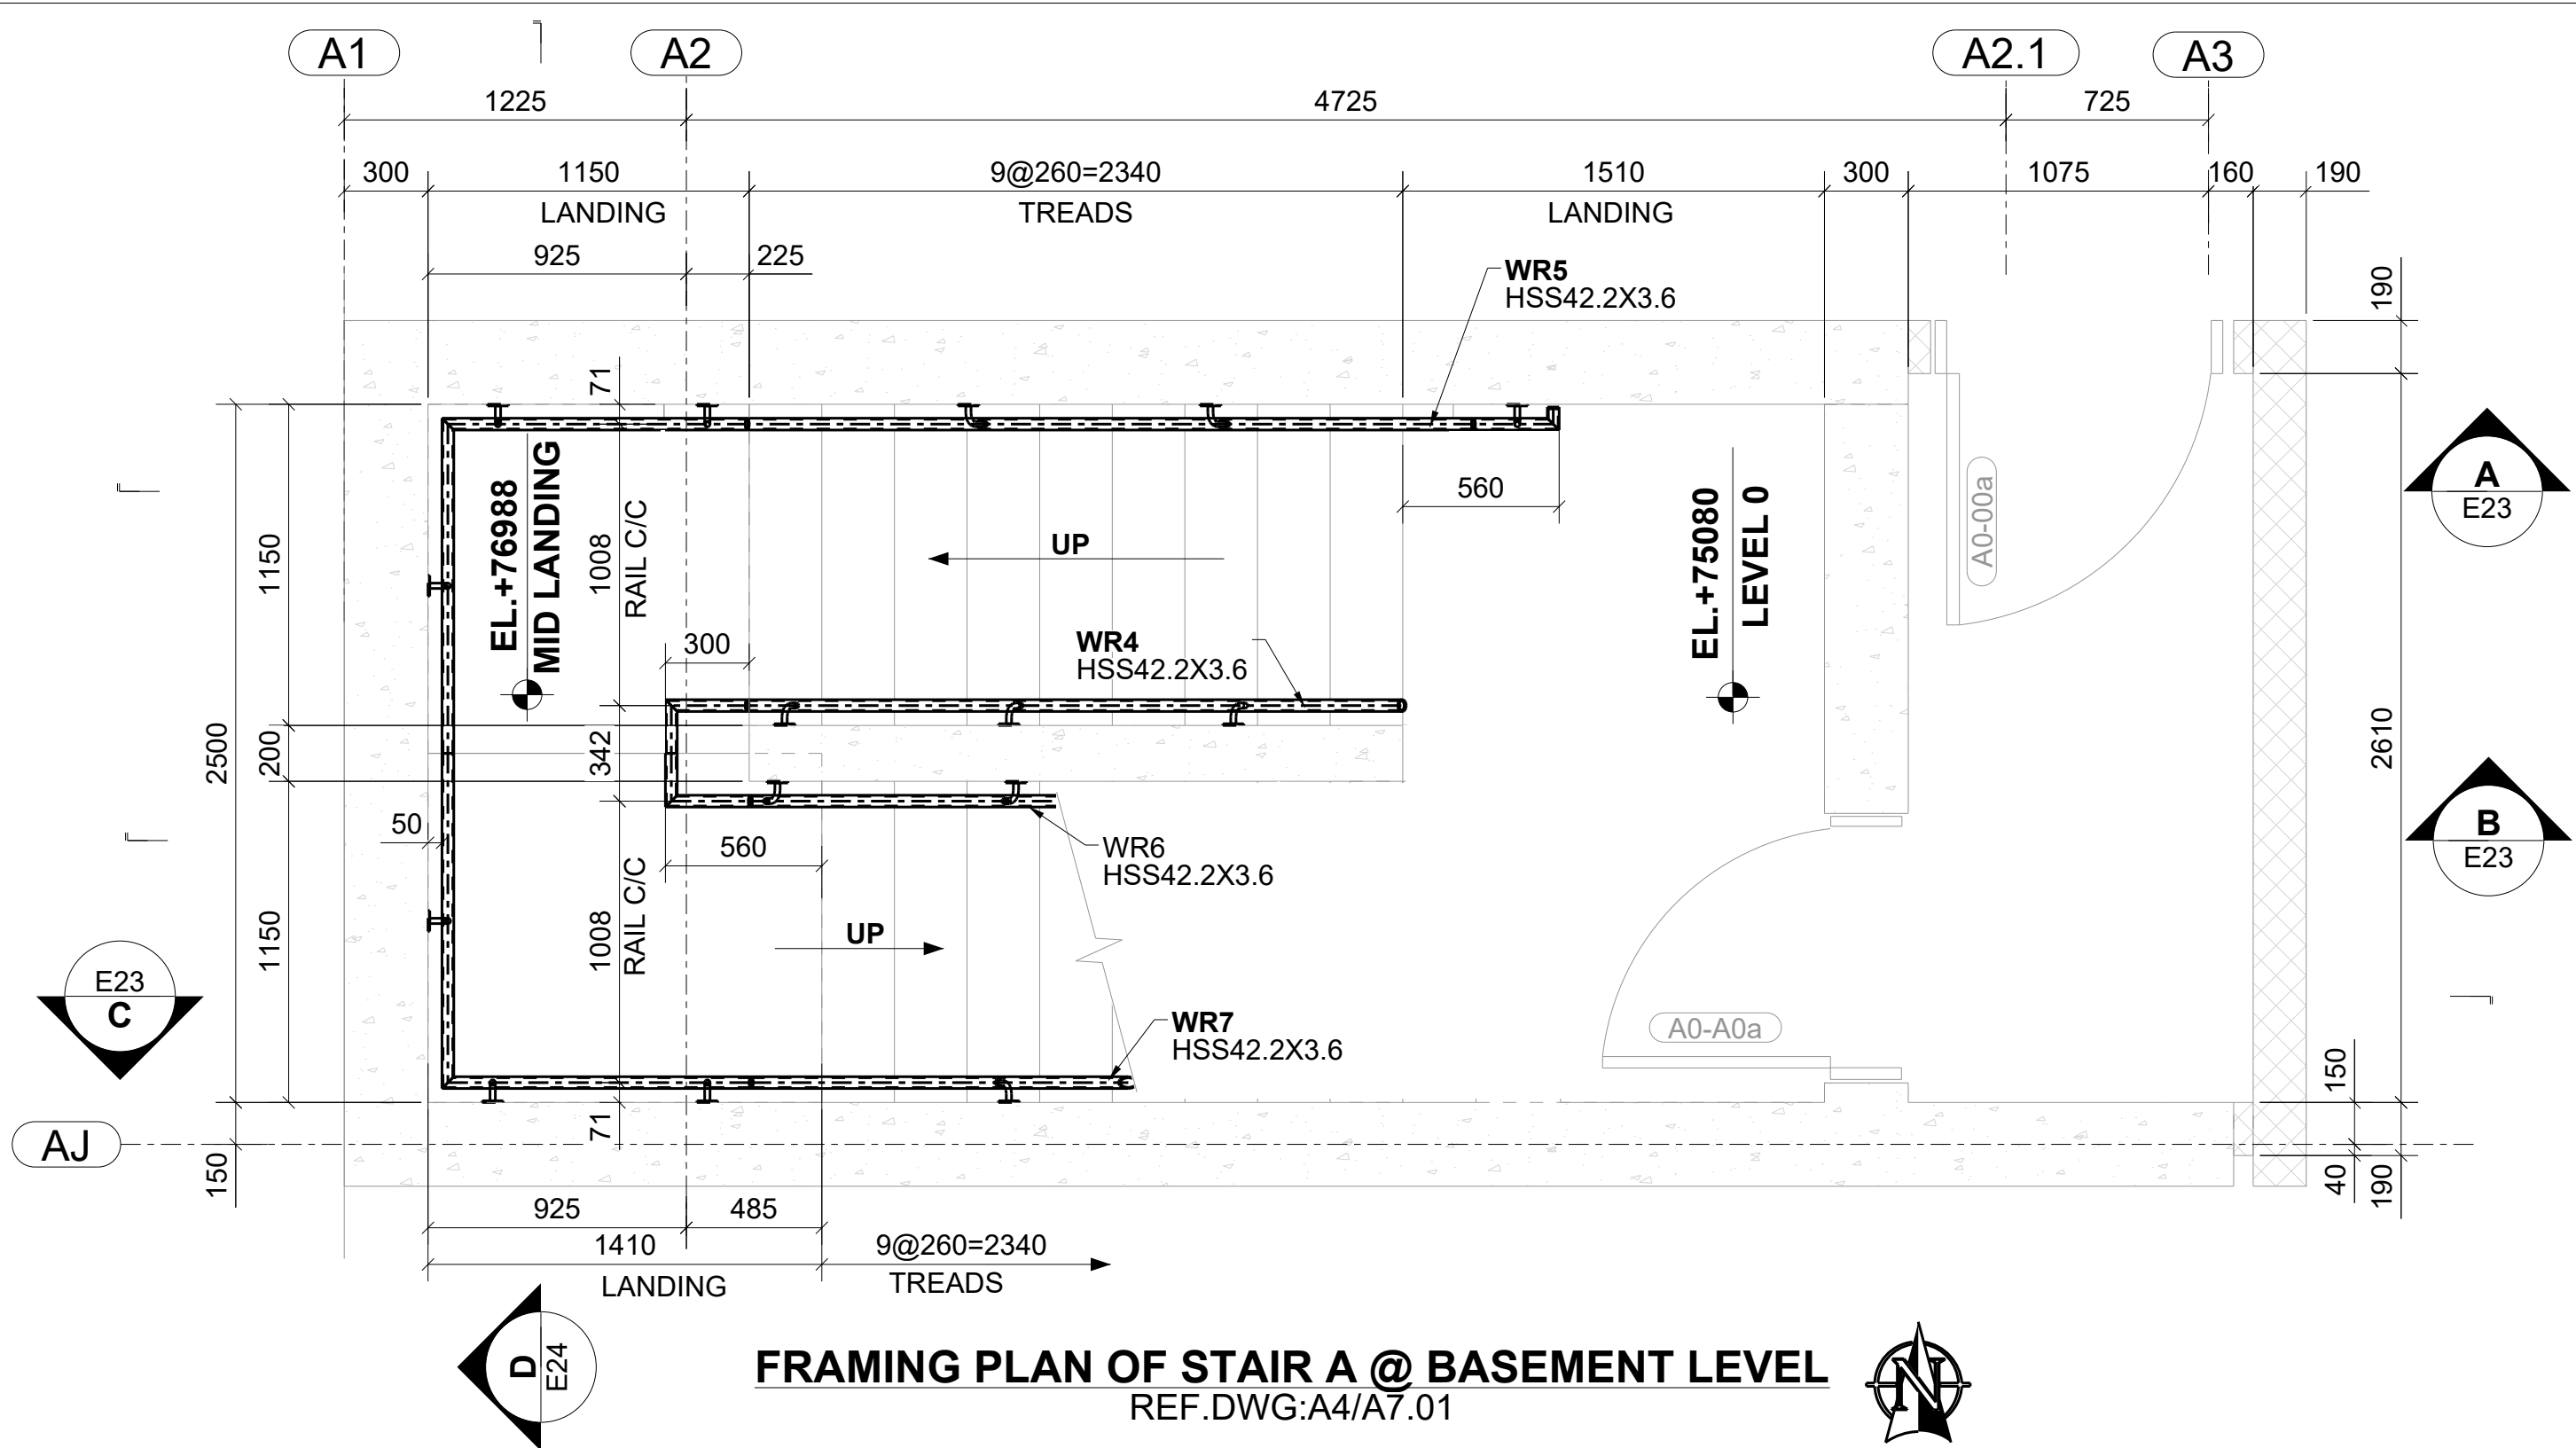 A1
A2
A2.1
A3
1225
4725
725
300
1150
9@260=2340
1510
300
1075
160
190
LANDING
TREADS
LANDING
925
225
WR5
HSS42.2X3.6
190
71
EL.+76988
MID LANDING
1008
RAIL C/C
560
EL.+75080
LEVEL 0
A0-00a
A
E23
1150
UP
300
WR4
HSS42.2X3.6
2500
200
342
2610
50
560
WR6
HSS42.2X3.6
B
E23
1150
1008
RAIL C/C
UP
E23
C
WR7
HSS42.2X3.6
A0-A0a
150
71
AJ
150
40
190
925
485
1410
9@260=2340
LANDING
TREADS
D
E24
FRAMING PLAN OF STAIR A @ BASEMENT LEVEL
REF.DWG:A4/A7.01
N